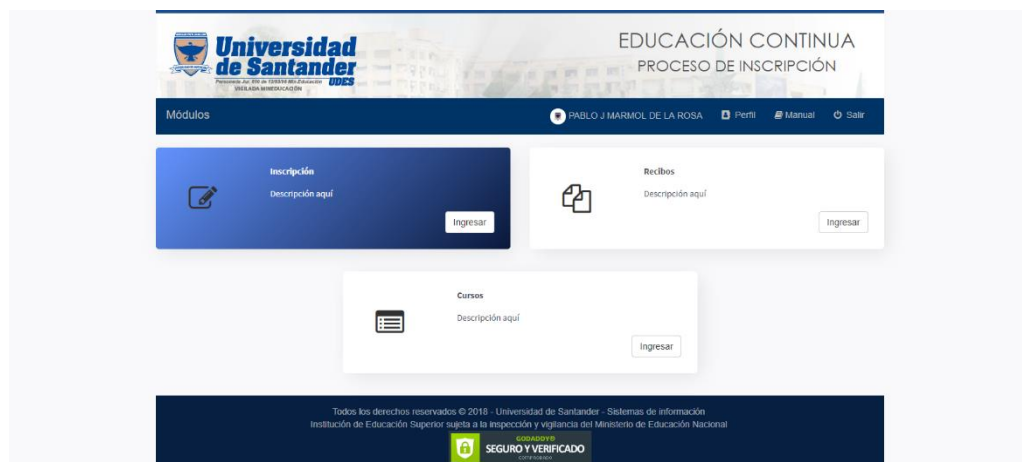 Universidad
de Santander
UDES
VIGILADA MINEDUCACIÓN
EDUCACIÓN CONTINUA
PROCESO DE INSCRIPCIÓN
Módulos
PABLO J MARMOL DE LA ROSA
Perfil
Manual
Salir
Inscripción
Descripción aquí
Ingresar
Recibos
Descripción aquí
Ingresar
Cursos
Descripción aquí
Ingresar
Todos los derechos reservados © 2018 - Universidad de Santander - Sistemas de información
Institución de Educación Superior sujeta a la inspección y vigilancia del Ministerio de Educación Nacional
GODADDY®
SEGURO Y VERIFICADO